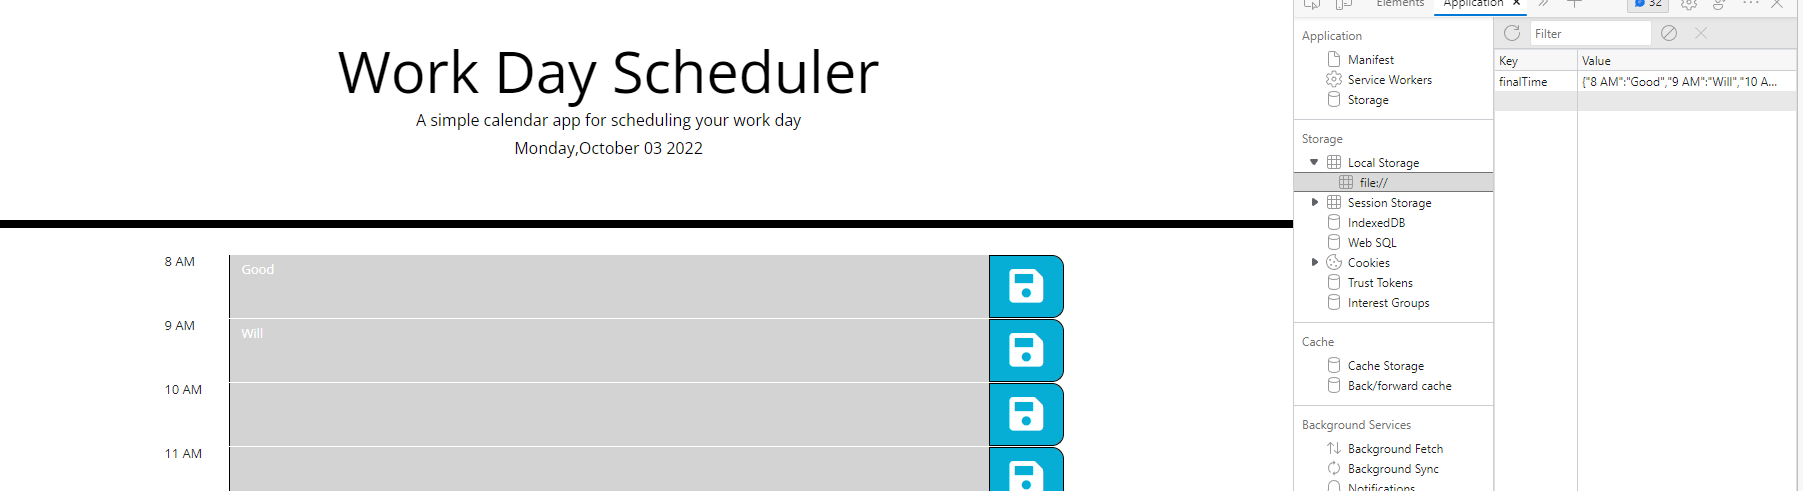 Work Day Scheduler
A simple calendar app for scheduling your work day
Monday,October 03 2022
8 AM
Good
9 AM
Will
10 AM
11 AM
Elements
Application
32
Application
Manifest
Service Workers
Storage
Storage
Local Storage
file://
Session Storage
IndexedDB
Web SQL
Cookies
Trust Tokens
Interest Groups
Cache
Cache Storage
Back/forward cache
Background Services
Background Fetch
Background Sync
Notifications
Filter
Key Value
finalTime {"8 AM":"Good","9 AM":"Will","10 A...